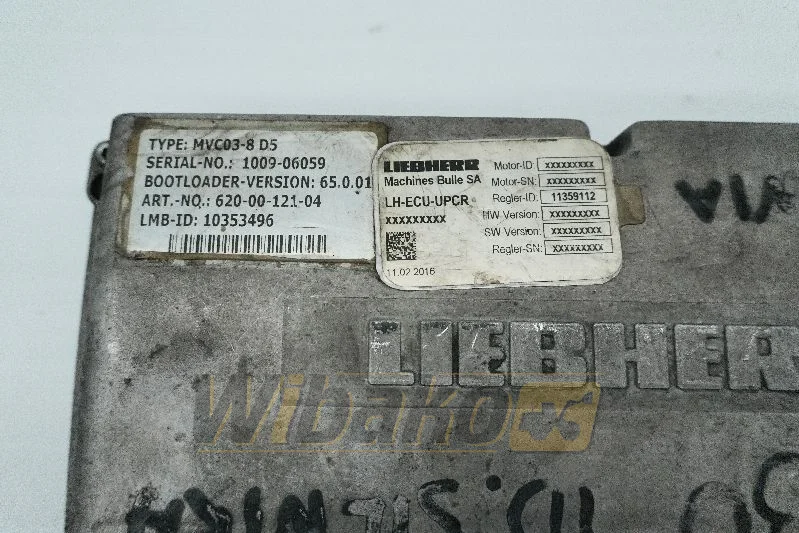 TYPE: MVC03-8 D5
SERIAL-NO.: 1009-06059
BOOTLOADER-VERSION: 65.0.01
ART.-NO.: 620-00-121-04
LMB-ID: 10353496
LIEBHERR
Machines Bulle SA
LH-ECU-UPCR
xxxxxxxxx
11.02.2016
Motor-ID: xxxxxxxxx
Motor-SN: xxxxxxxxx
Regler-ID: 11359112
HW Version: xxxxxxxxx
SW Version: xxxxxxxxx
Regler-SN: xxxxxxxxx
LIEBHER
Wibako